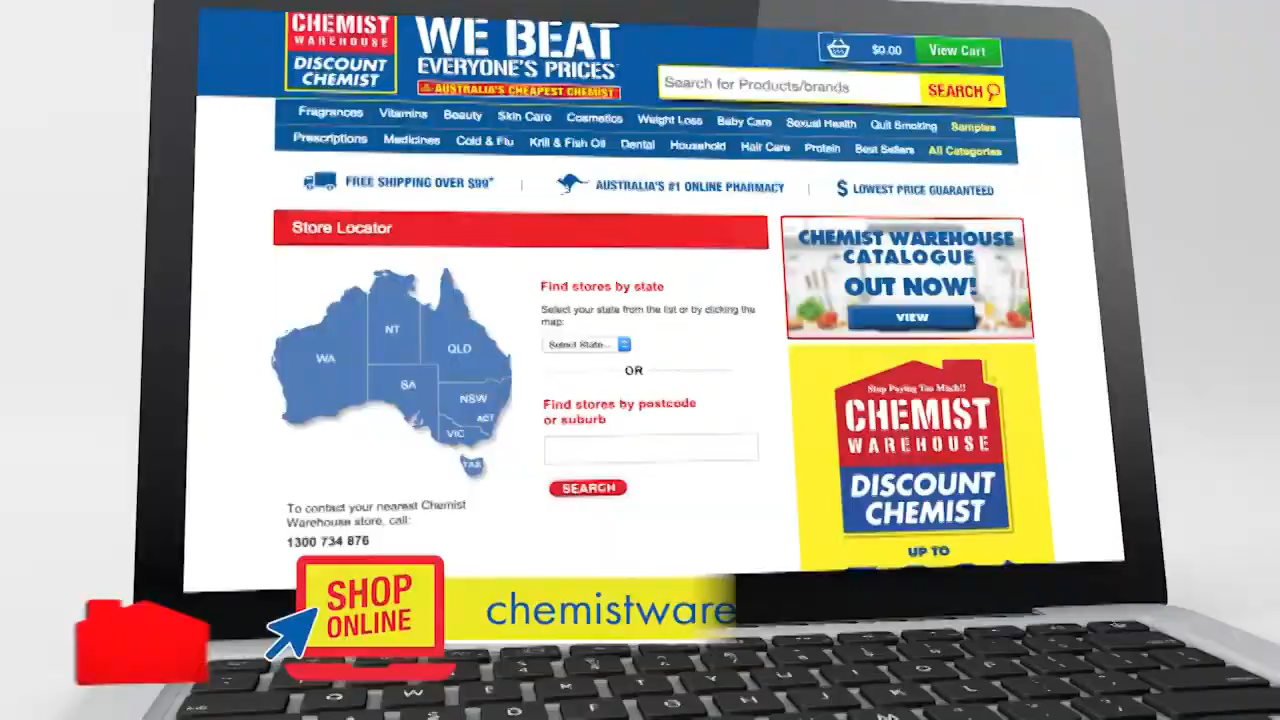 CHEMIST
WAREHOUSE
DISCOUNT
CHEMIST
WE BEAT
EVERYONE'S PRICES
AUSTRALIA'S CHEAPEST CHEMIST
$0.00
View Cart
Search for Products/brands
SEARCH
Fragrances Vitamins Beauty Skin Care Cosmetics Weight Loss Baby Care Sexual Health Quit Smoking Samples
Prescriptions Medicines Cold & Flu Krill & Fish Oil Dental Household Hair Care Protein Best Sellers All Categories
FREE SHIPPING OVER $99* | AUSTRALIA'S #1 ONLINE PHARMACY | $ LOWEST PRICE GUARANTEED
Store Locator
WA
NT
QLD
SA
NSW
ACT
VIC
TAS
Find stores by state
Select your state from the list or by clicking the
map:
Select State...
OR
Find stores by postcode
or suburb
SEARCH
To contact your nearest Chemist
Warehouse store, call:
1300 734 876
CHEMIST WAREHOUSE
CATALOGUE
OUT NOW!
VIEW
Stop Paying Too Much!!
CHEMIST
WAREHOUSE
DISCOUNT
CHEMIST
UP TO
SHOP
ONLINE
chemistware